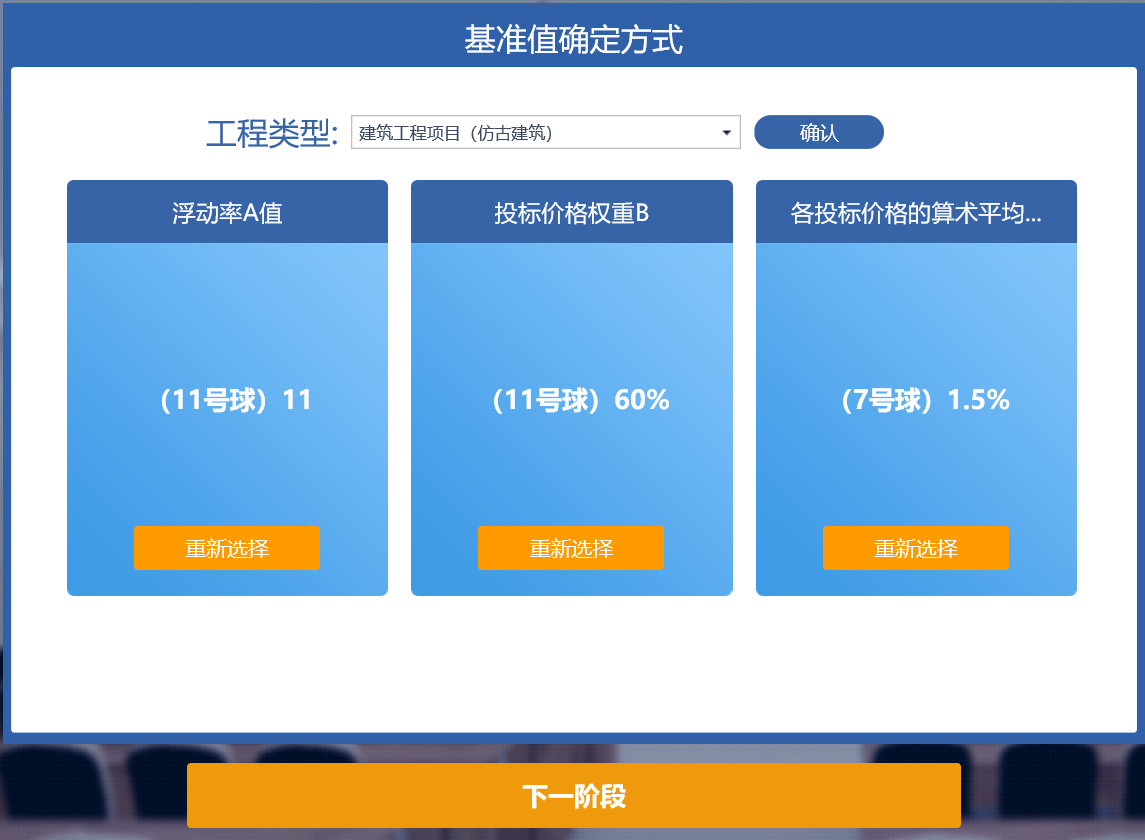 基准值确定方式
工程类型: 建筑工程项目（仿古建筑） 确认
浮动率A值 投标价格权重B 各投标价格的算术平均...
（11号球）11 （11号球）60% （7号球）1.5%
重新选择 重新选择 重新选择
下一阶段